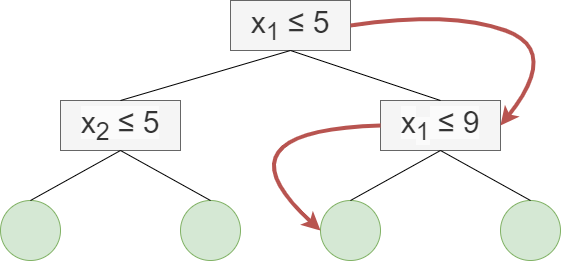 x₁ ≤ 5
x₂ ≤ 5
x₁ ≤ 9